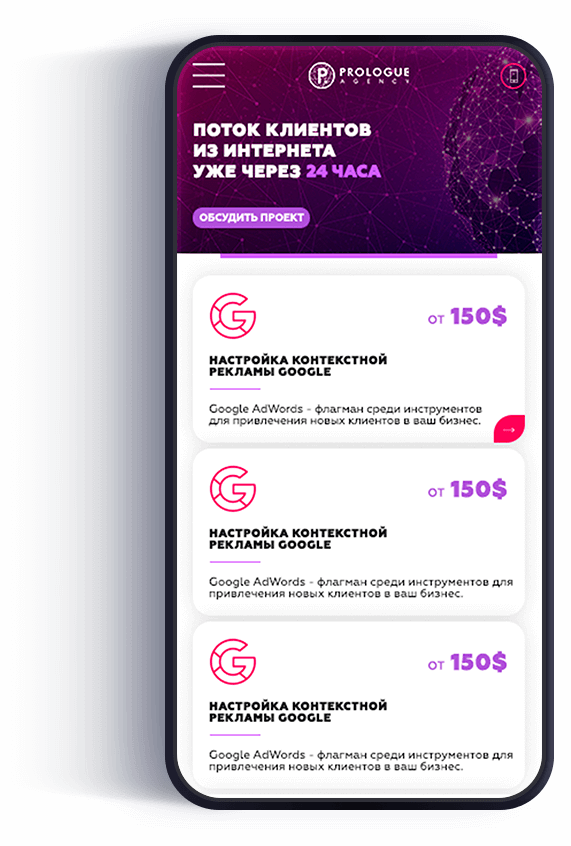 PROLOGUE
AGENCY
ПОТОК КЛИЕНТОВ
ИЗ ИНТЕРНЕТА
УЖЕ ЧЕРЕЗ 24 ЧАСА
ОБСУДИТЬ ПРОЕКТ
от 150$
НАСТРОЙКА КОНТЕКСТНОЙ
РЕКЛАМЫ GOOGLE
Google AdWords - флагман среди инструментов
для привлечения новых клиентов в ваш бизнес.
от 150$
НАСТРОЙКА КОНТЕКСТНОЙ
РЕКЛАМЫ GOOGLE
Google AdWords - флагман среди инструментов для
привлечения новых клиентов в ваш бизнес.
от 150$
НАСТРОЙКА КОНТЕКСТНОЙ
РЕКЛАМЫ GOOGLE
Google AdWords - флагман среди инструментов для
привлечения новых клиентов в ваш бизнес.